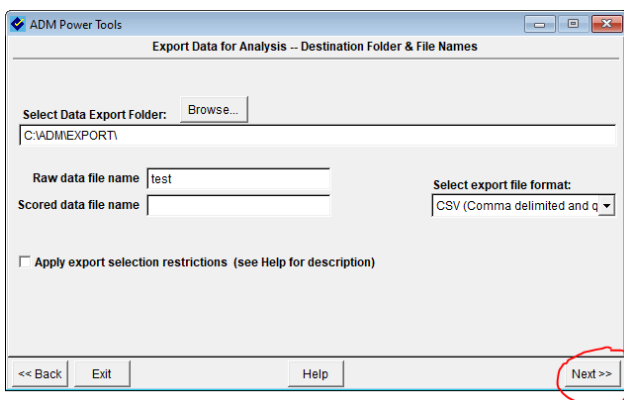 ADM Power Tools
Export Data for Analysis -- Destination Folder & File Names
Select Data Export Folder: Browse...
C:\ADM\EXPORT\
Raw data file name test
Select export file format:
Scored data file name
CSV (Comma delimited and q
Apply export selection restrictions (see Help for description)
<< Back Exit Help Next >>